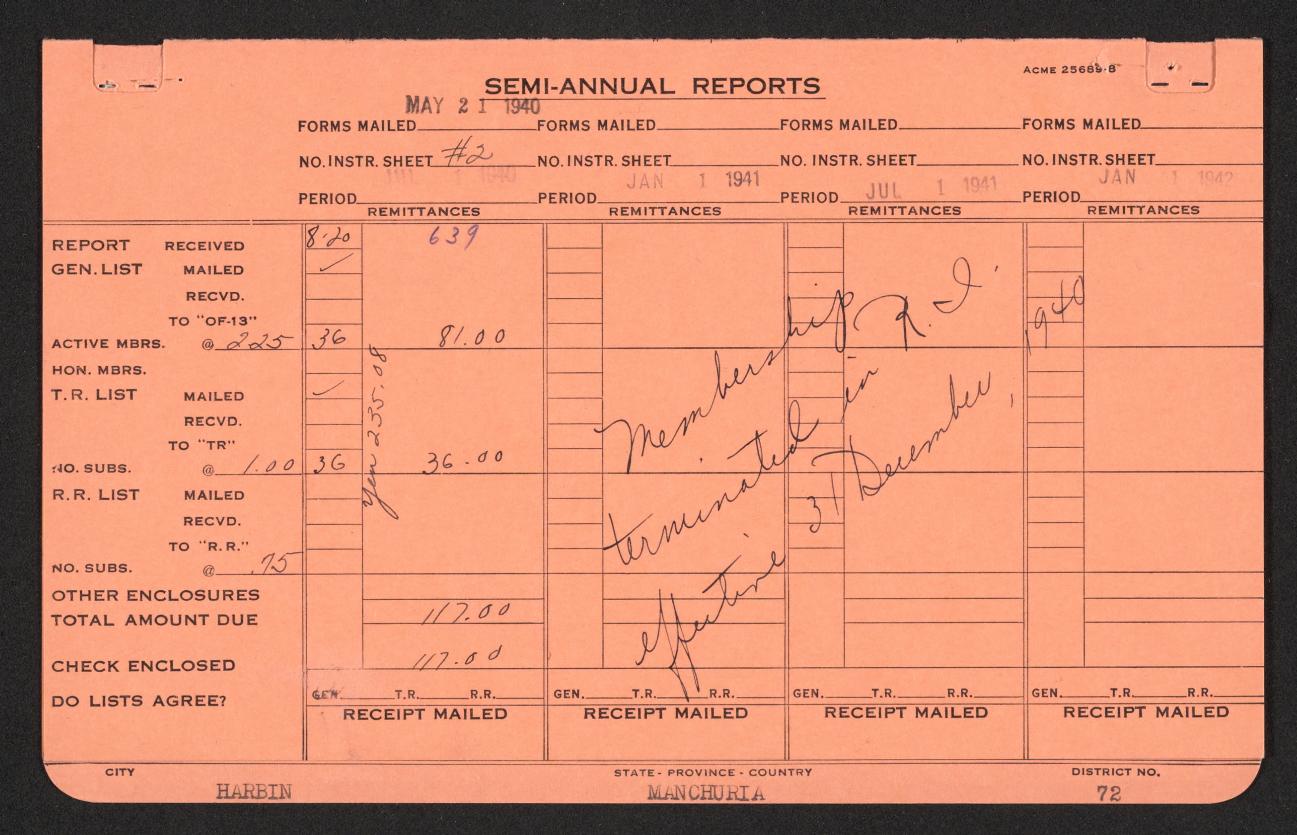 ACME 25689-B
SEMI-ANNUAL REPORTS
MAY 21 1940
FORMS MAILED FORMS MAILED FORMS MAILED FORMS MAILED
NO. INSTR. SHEET #2 NO. INSTR. SHEET NO. INSTR. SHEET NO. INSTR. SHEET
JUL 1 1940 JAN 1 1941 JUL 1 1941 JAN 1 1942
PERIOD PERIOD PERIOD PERIOD
REMITTANCES REMITTANCES REMITTANCES REMITTANCES
REPORT RECEIVED 8-20 639
GEN. LIST MAILED ✓
RECVD.
TO "OF-13"
ACTIVE MBRS. @ 2.25 36 81.00
HON. MBRS.
T.R. LIST MAILED ✓
RECVD.
TO "TR"
NO. SUBS. @ 1.00 36 36.00
Yen 235.08
R.R. LIST MAILED
RECVD.
TO "R.R."
NO. SUBS. @ .75
OTHER ENCLOSURES
TOTAL AMOUNT DUE 117.00
CHECK ENCLOSED 117.00
Membership
terminated in R. I.
effective 31 December, 1940
DO LISTS AGREE? GEN. T.R. R.R. GEN. T.R. R.R. GEN. T.R. R.R. GEN. T.R. R.R.
RECEIPT MAILED RECEIPT MAILED RECEIPT MAILED RECEIPT MAILED
CITY STATE - PROVINCE - COUNTRY DISTRICT NO.
HARBIN MANCHURIA 72